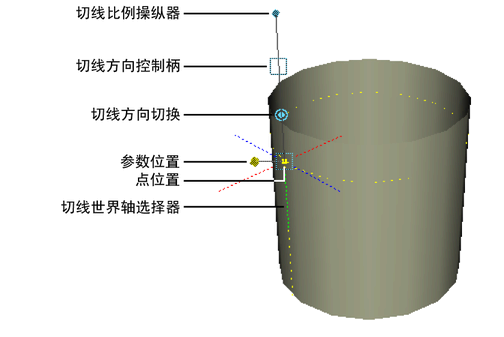 切线比例操纵器
切线方向控制柄
切线方向切换
参数位置
点位置
切线世界轴选择器